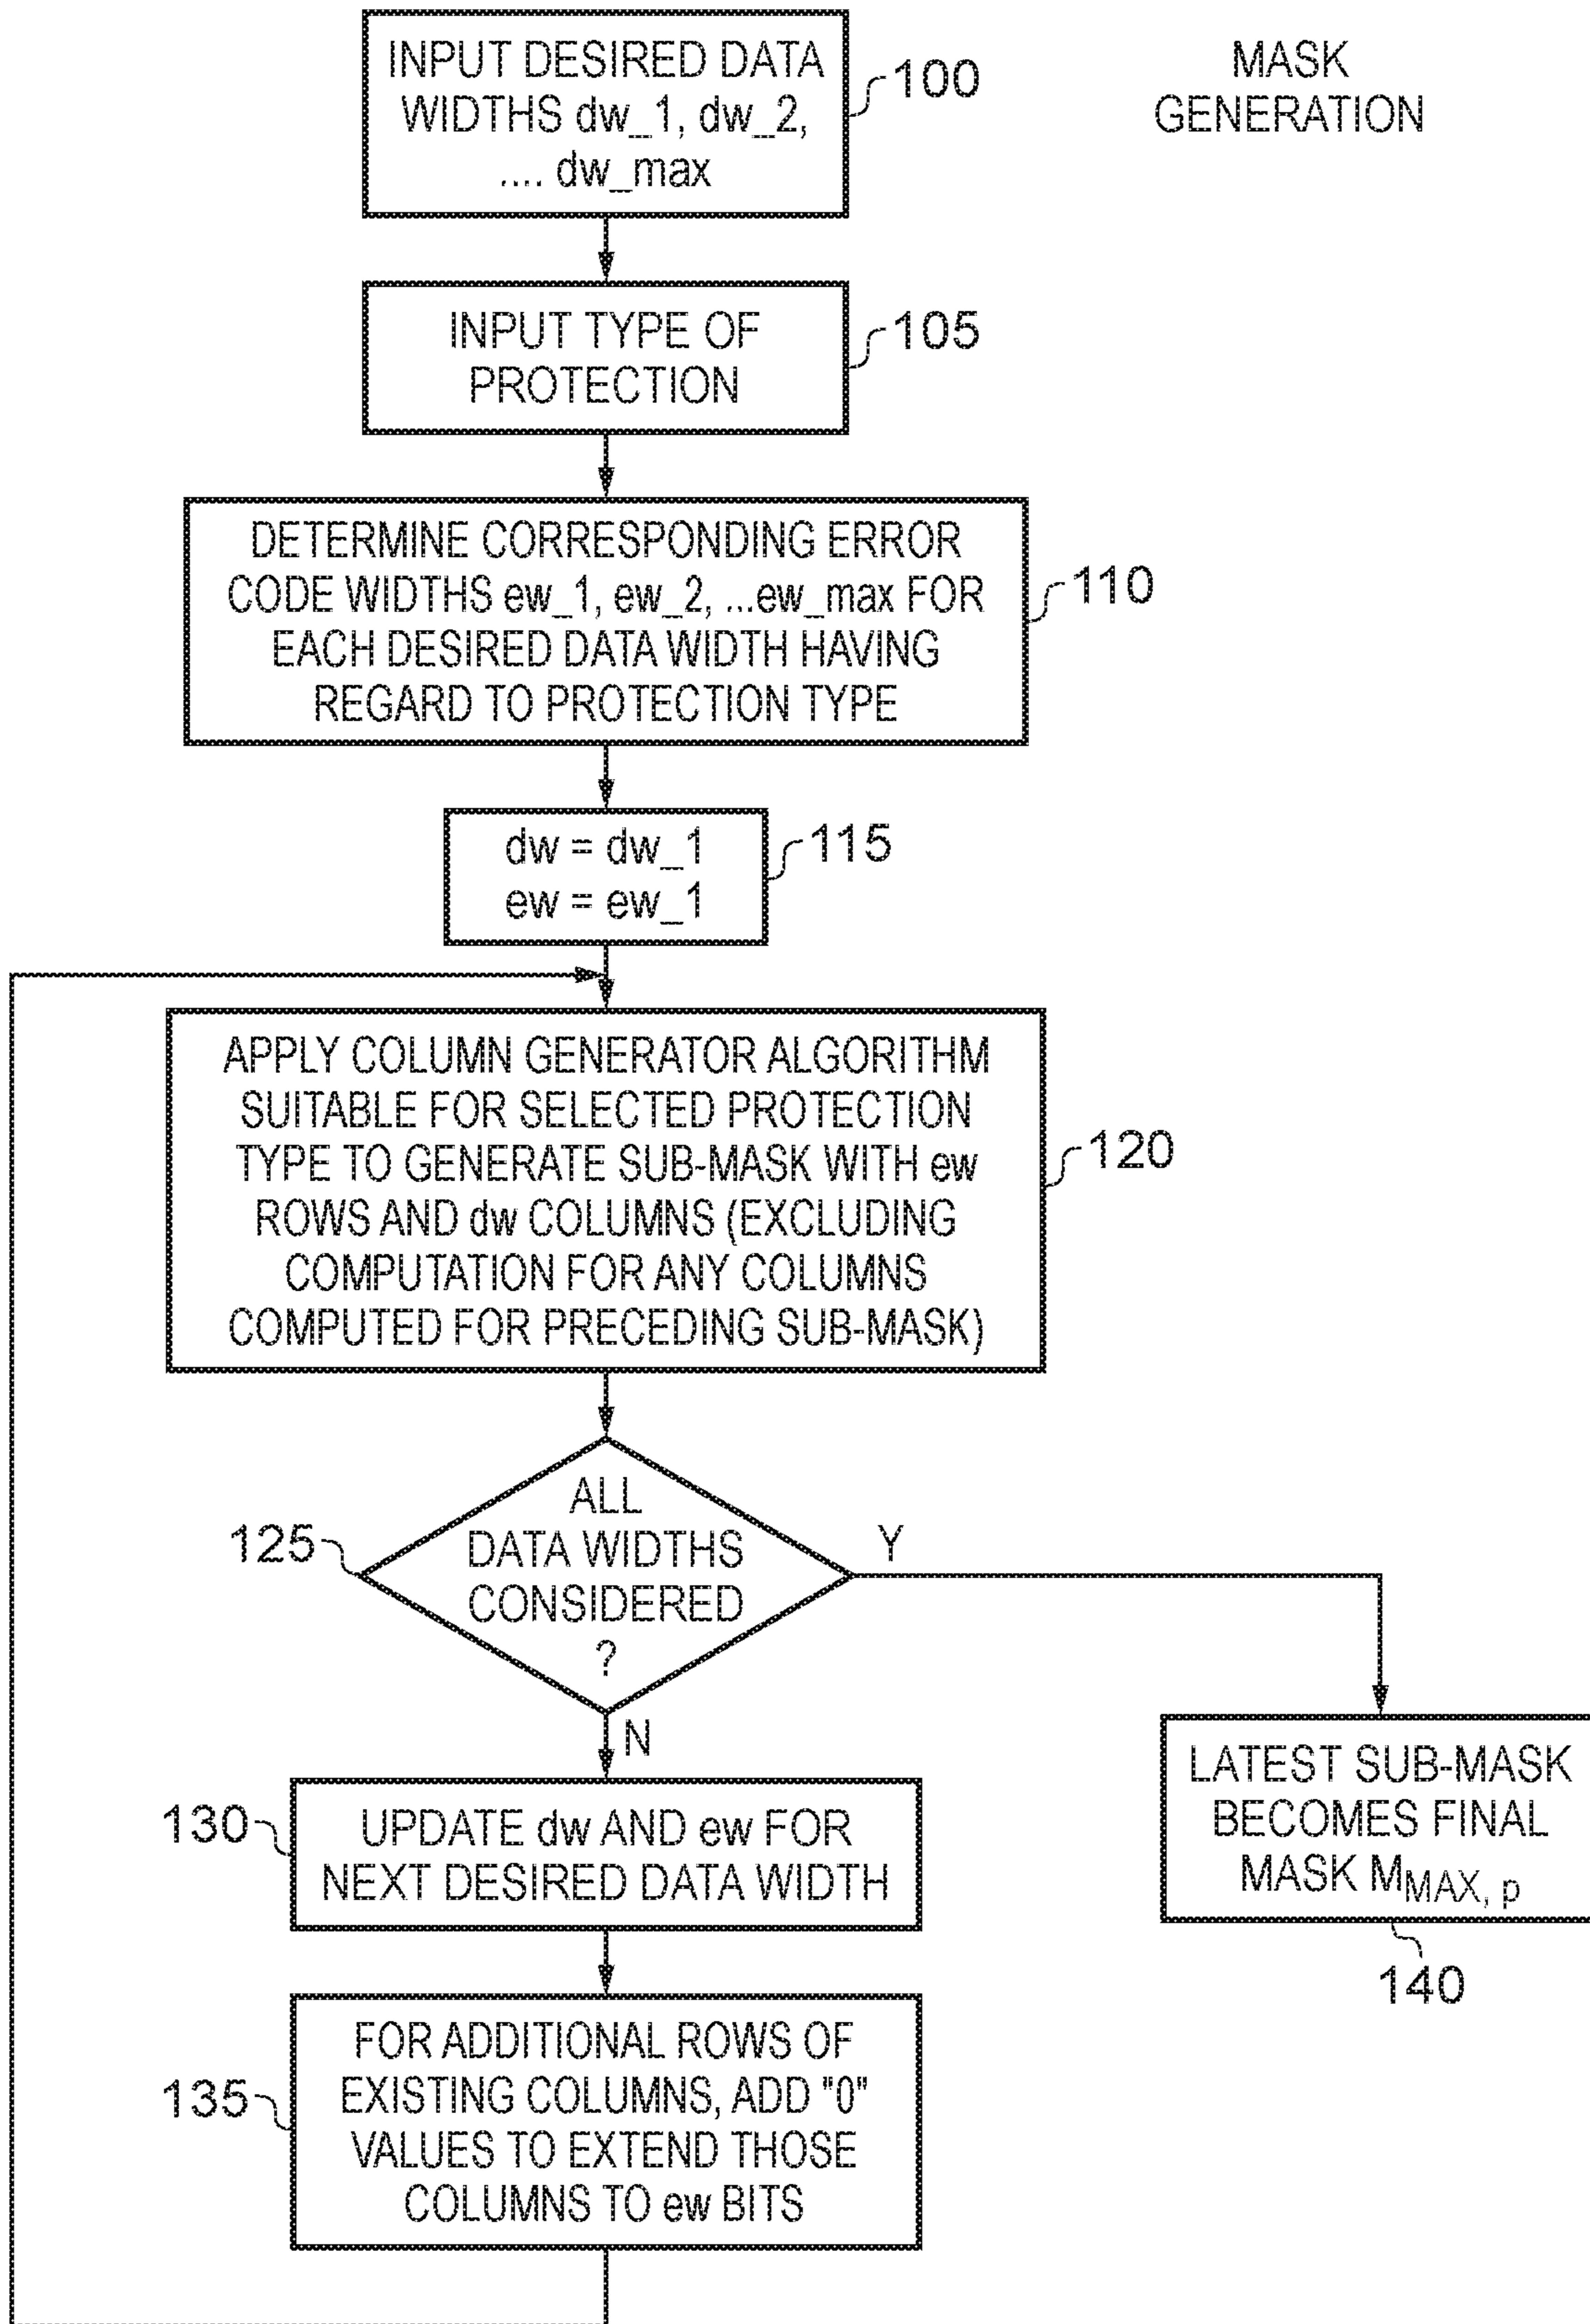 INPUT DESIRED DATA
WIDTHS dw_1, dw_2,
.... dw_max
100
MASK
GENERATION
INPUT TYPE OF
PROTECTION
105
DETERMINE CORRESPONDING ERROR
CODE WIDTHS ew_1, ew_2, ...ew_max FOR
EACH DESIRED DATA WIDTH HAVING
REGARD TO PROTECTION TYPE
110
dw = dw_1
ew = ew_1
115
APPLY COLUMN GENERATOR ALGORITHM
SUITABLE FOR SELECTED PROTECTION
TYPE TO GENERATE SUB-MASK WITH ew
ROWS AND dw COLUMNS (EXCLUDING
COMPUTATION FOR ANY COLUMNS
COMPUTED FOR PRECEDING SUB-MASK)
120
ALL
DATA WIDTHS
CONSIDERED
?
125
Y
N
UPDATE dw AND ew FOR
NEXT DESIRED DATA WIDTH
130
LATEST SUB-MASK
BECOMES FINAL
MASK MMAX, p
140
FOR ADDITIONAL ROWS OF
EXISTING COLUMNS, ADD "0"
VALUES TO EXTEND THOSE
COLUMNS TO ew BITS
135